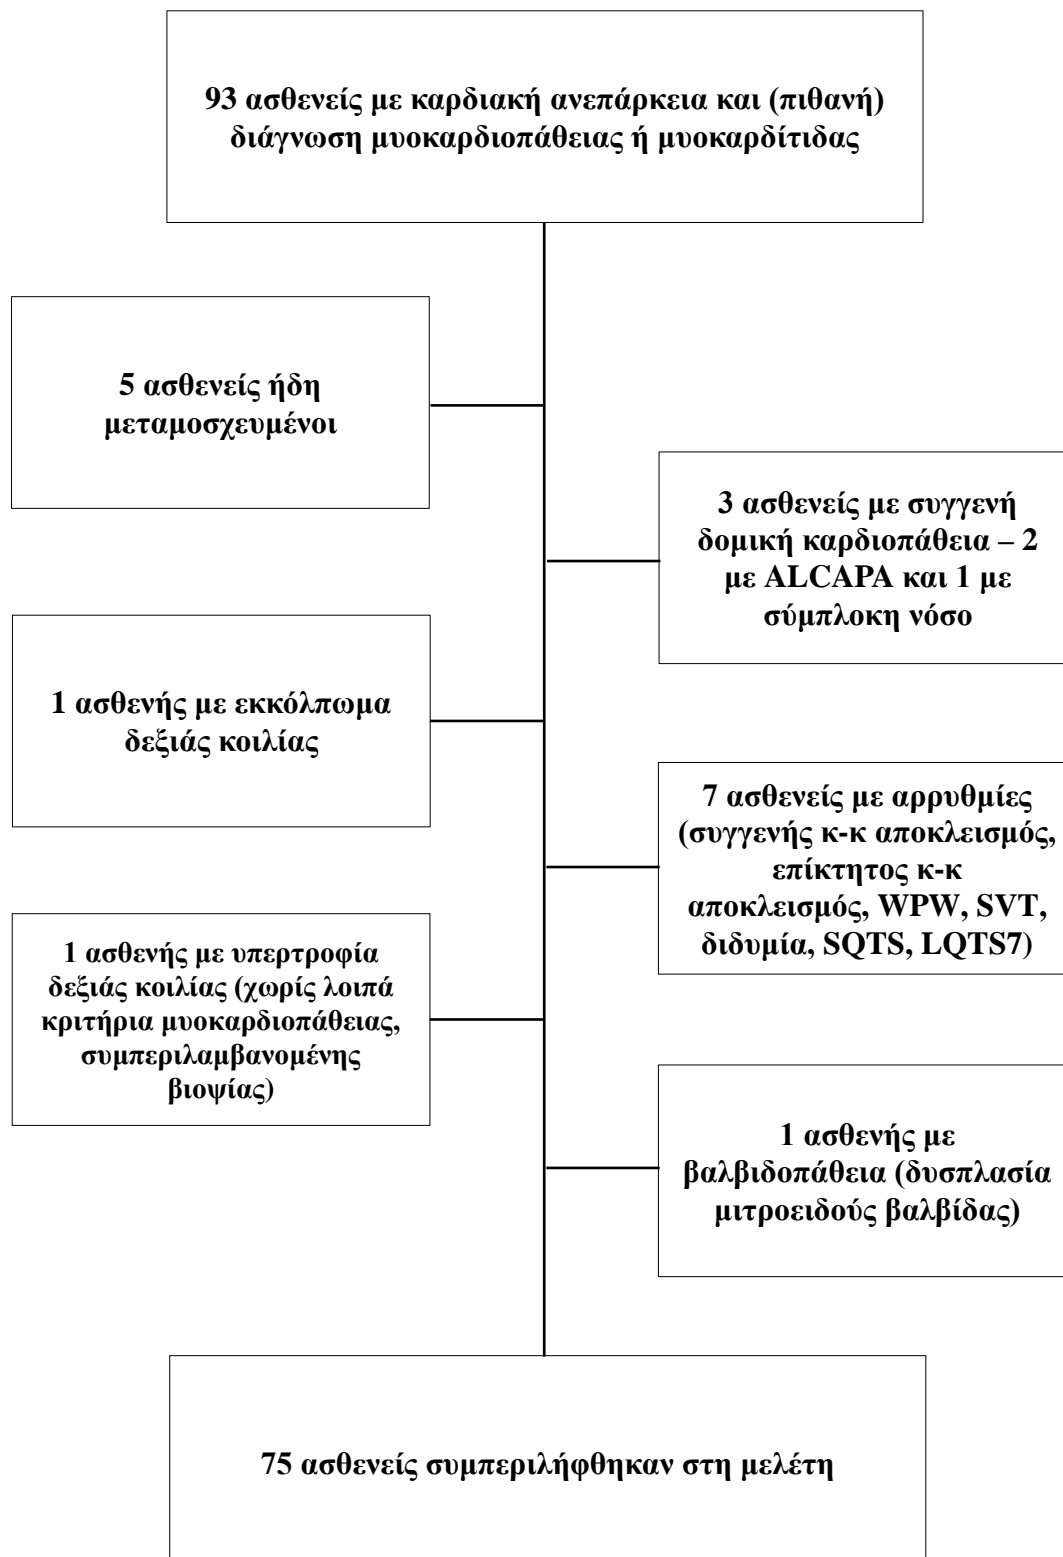 93 ασθενείς με καρδιακή ανεπάρκεια και (πιθανή)
διάγνωση μυοκαρδιοπάθειας ή μυοκαρδίτιδας
5 ασθενείς ήδη
μεταμοσχευμένοι
3 ασθενείς με συγγενή
δομική καρδιοπάθεια – 2
με ALCAPA και 1 με
σύμπλοκη νόσο
1 ασθενής με εκκόλπωμα
δεξιάς κοιλίας
7 ασθενείς με αρρυθμίες
(συγγενής κ-κ αποκλεισμός,
επίκτητος κ-κ
αποκλεισμός, WPW, SVT,
διδυμία, SQTS, LQTS7)
1 ασθενής με υπερτροφία
δεξιάς κοιλίας (χωρίς λοιπά
κριτήρια μυοκαρδιοπάθειας,
συμπεριλαμβανομένης
βιοψίας)
1 ασθενής με
βαλβιδοπάθεια (δυσπλασία
μιτροειδούς βαλβίδας)
75 ασθενείς συμπεριλήφθηκαν στη μελέτη